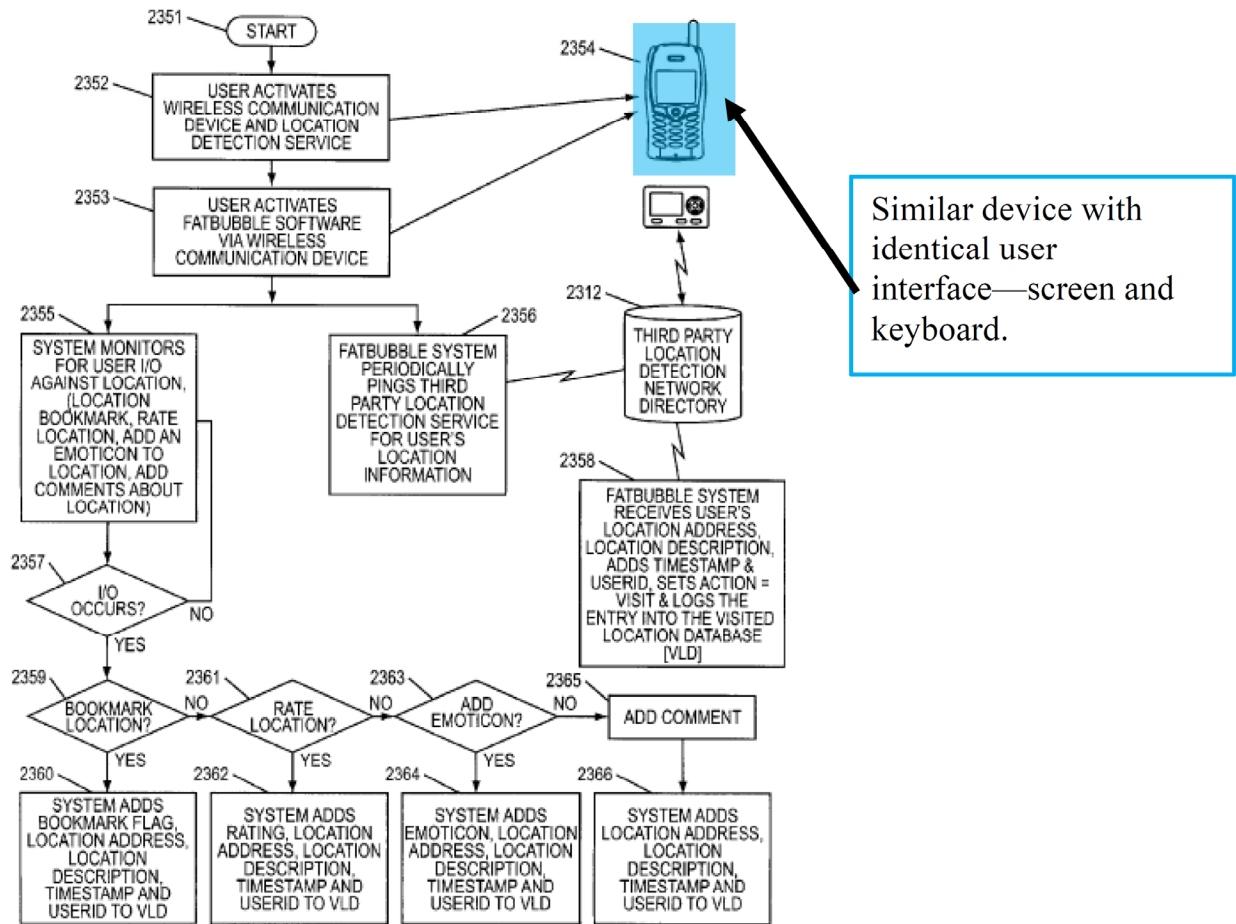 2351
START
2352
USER ACTIVATES
WIRELESS COMMUNICATION
DEVICE AND LOCATION
DETECTION SERVICE
2354
2353
USER ACTIVATES
FATBUBBLE SOFTWARE
VIA WIRELESS
COMMUNICATION DEVICE
Similar device with
identical user
interface—screen and
keyboard.
2355
SYSTEM MONITORS
FOR USER I/O
AGAINST LOCATION,
(LOCATION
BOOKMARK, RATE
LOCATION, ADD AN
EMOTICON TO
LOCATION, ADD
COMMENTS ABOUT
LOCATION)
2356
FATBUBBLE SYSTEM
PERIODICALLY
PINGS THIRD
PARTY LOCATION
DETECTION SERVICE
FOR USER'S
LOCATION
INFORMATION
2312
THIRD PARTY
LOCATION
DETECTION
NETWORK
DIRECTORY
2358
FATBUBBLE SYSTEM
RECEIVES USER'S
LOCATION ADDRESS,
LOCATION DESCRIPTION,
ADDS TIMESTAMP &
USERID, SETS ACTION =
VISIT & LOGS THE
ENTRY INTO THE VISITED
LOCATION DATABASE
[VLD]
2357
I/O
OCCURS?
NO
YES
2359
BOOKMARK
LOCATION?
NO
YES
2361
RATE
LOCATION?
NO
YES
2363
ADD
EMOTICON?
NO
YES
2365
ADD COMMENT
2360
SYSTEM ADDS
BOOKMARK FLAG,
LOCATION ADDRESS,
LOCATION
DESCRIPTION,
TIMESTAMP AND
USERID TO VLD
2362
SYSTEM ADDS
RATING, LOCATION
ADDRESS, LOCATION
DESCRIPTION,
TIMESTAMP AND
USERID TO VLD
2364
SYSTEM ADDS
EMOTICON, LOCATION
ADDRESS, LOCATION
DESCRIPTION,
TIMESTAMP AND
USERID TO VLD
2366
SYSTEM ADDS
LOCATION ADDRESS,
LOCATION
DESCRIPTION,
TIMESTAMP AND
USERID TO VLD